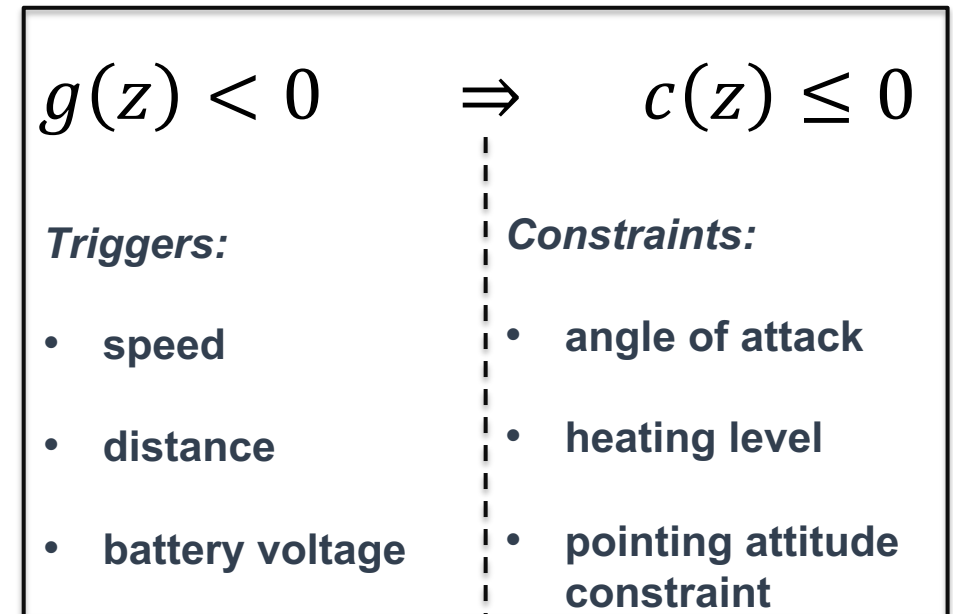 g(z) < 0 ⇒ c(z) ≤ 0
Triggers:
• speed
• distance
• battery voltage
Constraints:
• angle of attack
• heating level
• pointing attitude
constraint